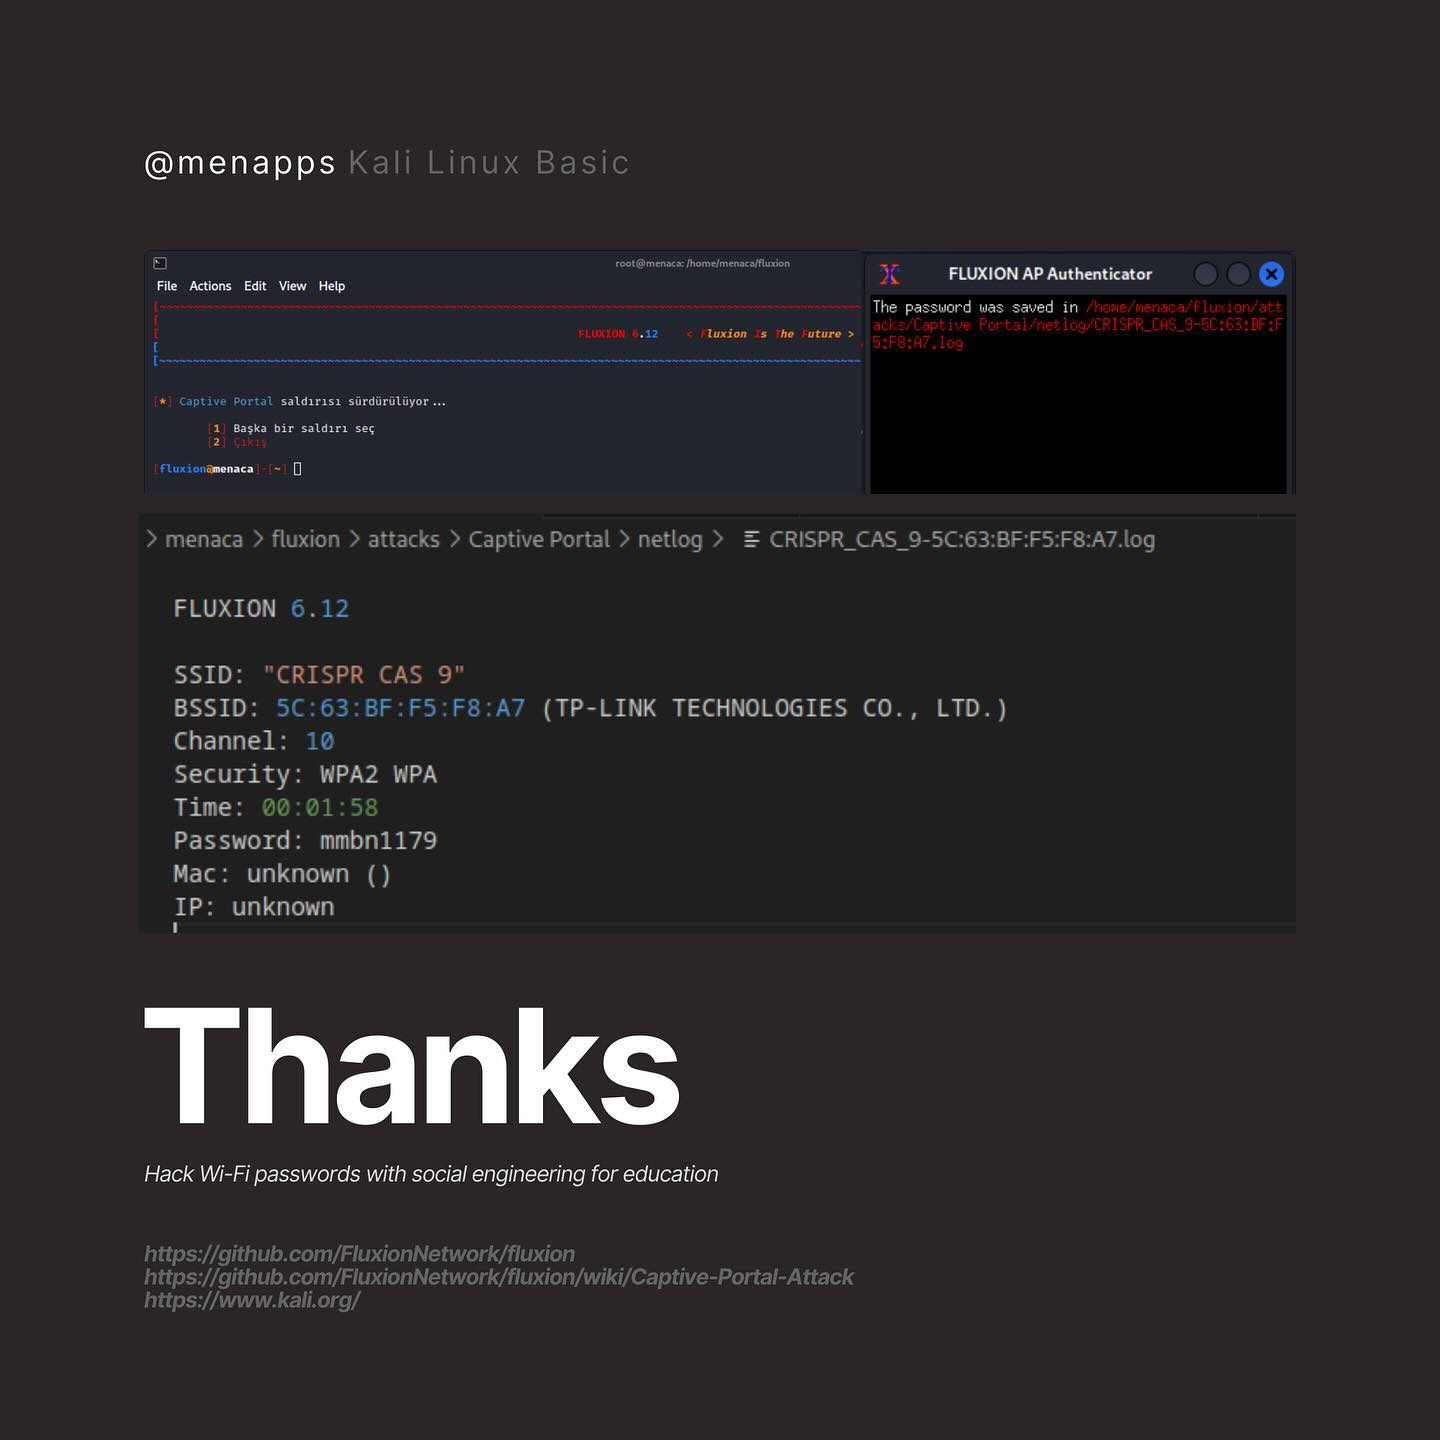 @menapps Kali Linux Basic
root@menaca: /home/menaca/fluxion
File Actions Edit View Help
[~~~~~~~~~~~~~~~~~~~~~~~~~~~~~~~~~~~~~~~~
[
[ FLUXION 6.12 < Fluxion Is The Future >
[
[~~~~~~~~~~~~~~~~~~~~~~~~~~~~~~~~~~~~~~~~
[*] Captive Portal saldırısı sürdürülüyor...
[1] Başka bir saldırı seç
[2] Çıkış
[fluxion@menaca]-[~]
FLUXION AP Authenticator
The password was saved in /home/menaca/fluxion/att
acks/Captive Portal/netlog/CRISPR_CAS_9-5C:63:BF:F
5:F8:A7.log
> menaca > fluxion > attacks > Captive Portal > netlog > CRISPR_CAS_9-5C:63:BF:F5:F8:A7.log
FLUXION 6.12
SSID: "CRISPR CAS 9"
BSSID: 5C:63:BF:F5:F8:A7 (TP-LINK TECHNOLOGIES CO., LTD.)
Channel: 10
Security: WPA2 WPA
Time: 00:01:58
Password: mmbn1179
Mac: unknown ()
IP: unknown
Thanks
Hack Wi-Fi passwords with social engineering for education
https://github.com/FluxionNetwork/fluxion
https://github.com/FluxionNetwork/fluxion/wiki/Captive-Portal-Attack
https://www.kali.org/